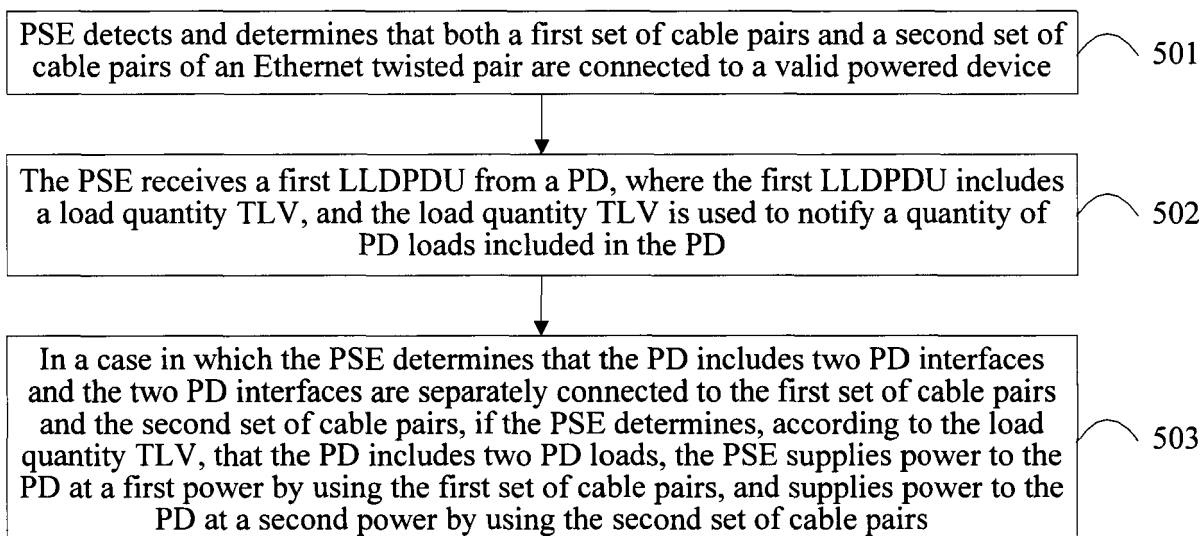 PSE detects and determines that both a first set of cable pairs and a second set of
cable pairs of an Ethernet twisted pair are connected to a valid powered device
501
The PSE receives a first LLDPDU from a PD, where the first LLDPDU includes
a load quantity TLV, and the load quantity TLV is used to notify a quantity of
PD loads included in the PD
502
In a case in which the PSE determines that the PD includes two PD interfaces
and the two PD interfaces are separately connected to the first set of cable pairs
and the second set of cable pairs, if the PSE determines, according to the load
quantity TLV, that the PD includes two PD loads, the PSE supplies power to the
PD at a first power by using the first set of cable pairs, and supplies power to the
PD at a second power by using the second set of cable pairs
503